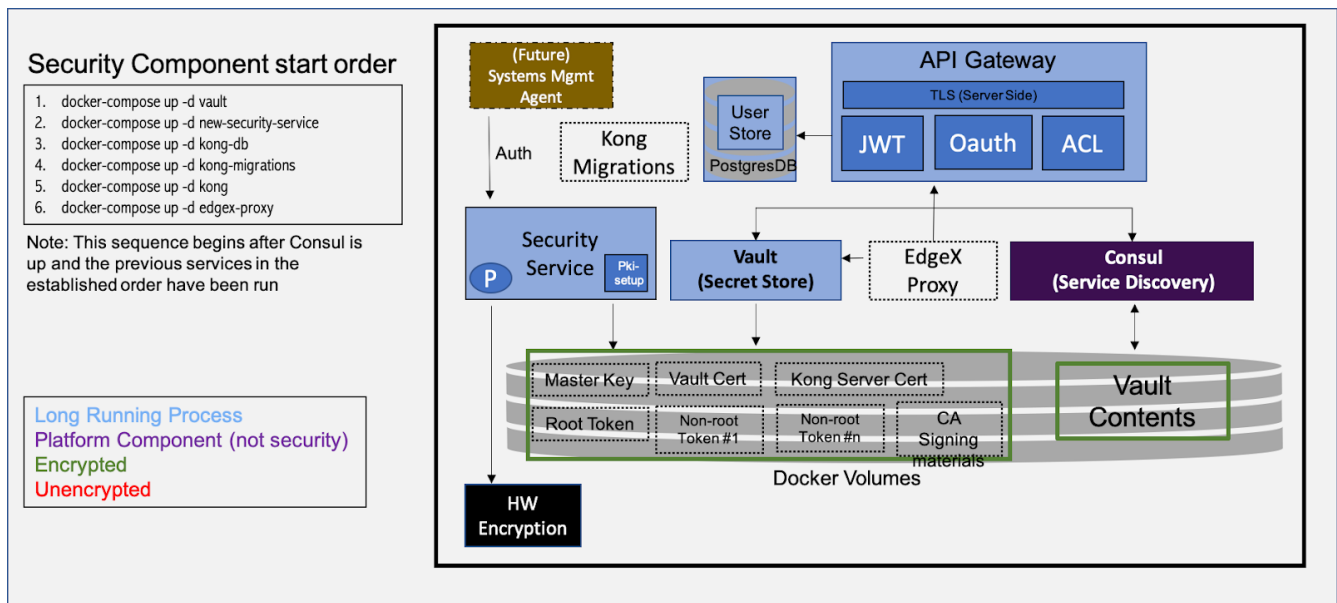 Security Component start order
1. docker-compose up -d vault
2. docker-compose up -d new-security-service
3. docker-compose up -d kong-db
4. docker-compose up -d kong-migrations
5. docker-compose up -d kong
6. docker-compose up -d edgex-proxy
Note: This sequence begins after Consul is
up and the previous services in the
established order have been run
Long Running Process
Platform Component (not security)
Encrypted
Unencrypted
(Future)
Systems Mgmt
Agent
Auth
Kong
Migrations
User
Store
PostgresDB
API Gateway
TLS (Server Side)
JWT
Oauth
ACL
Security
Service
P
Pki-
setup
Vault
(Secret Store)
EdgeX
Proxy
Consul
(Service Discovery)
Master Key
Vault Cert
Kong Server Cert
Root Token
Non-root
Token #1
Non-root
Token #n
CA
Signing
materials
Vault
Contents
Docker Volumes
HW
Encryption